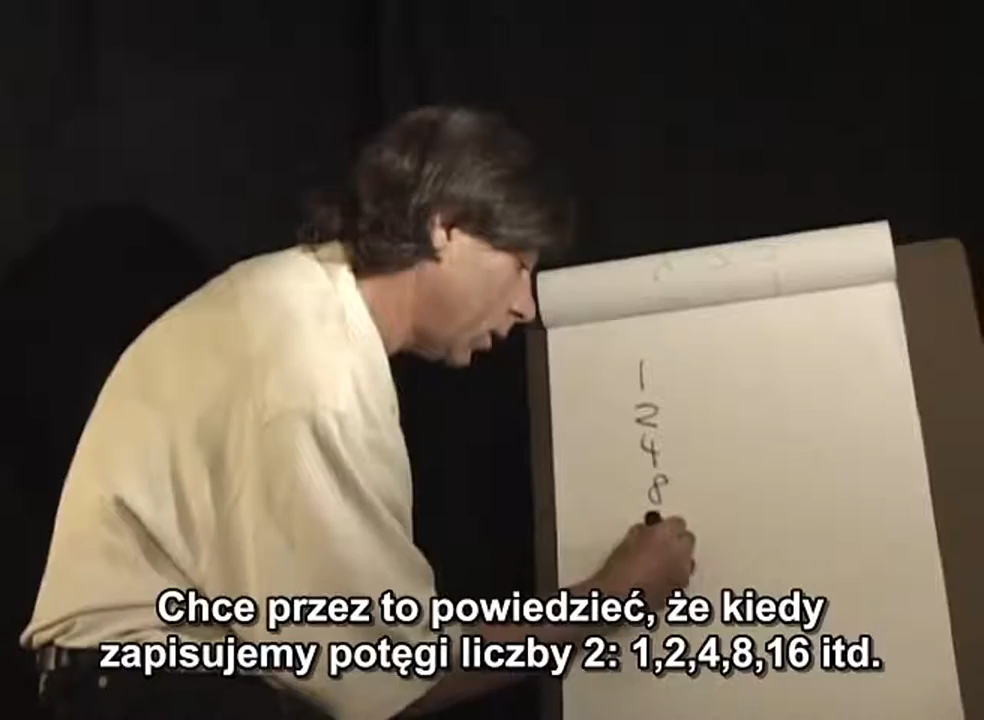 1
2
4
8
Chce przez to powiedzieć, że kiedy
zapisujemy potęgi liczby 2: 1,2,4,8,16 itd.